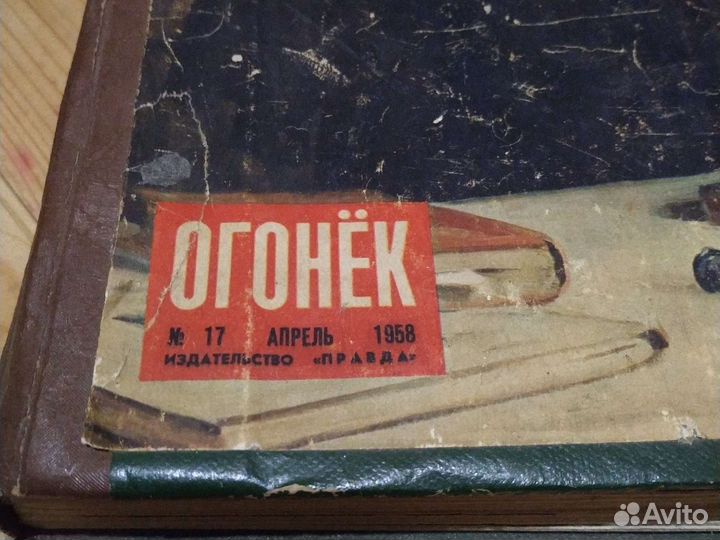 ОГОНЁК
№ 17 АПРЕЛЬ 1958
ИЗДАТЕЛЬСТВО «ПРАВДА»
Avito